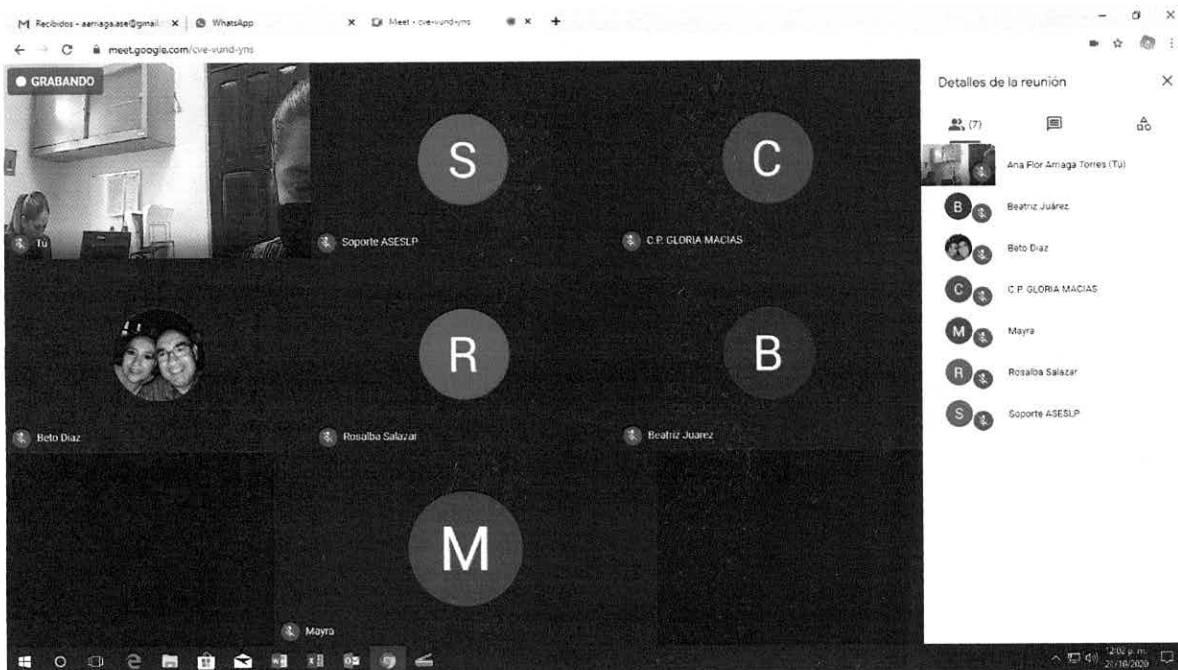 Recibidos - aarriaga.ase@gmail
WhatsApp
Meet - cve-vund-yns
meet.google.com/cve-vund-yns
GRABANDO
Tú
S
Soporte ASESLP
C
C.P. GLORIA MACIAS
Beto Diaz
R
Rosalba Salazar
B
Beatriz Juarez
M
Mayra
Detalles de la reunión
(7)
Ana Flor Arriaga Torres (Tú)
B
Beatriz Juárez
Beto Diaz
C
C.P. GLORIA MACIAS
M
Mayra
R
Rosalba Salazar
S
Soporte ASESLP
12:02 p. m.
/10/2020